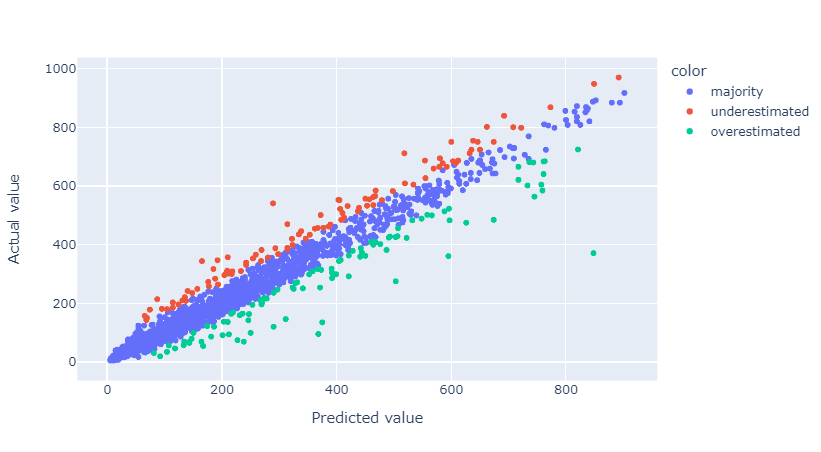 1000
800
600
400
200
0
Actual value
0 200 400 600 800
Predicted value
color
majority
underestimated
overestimated